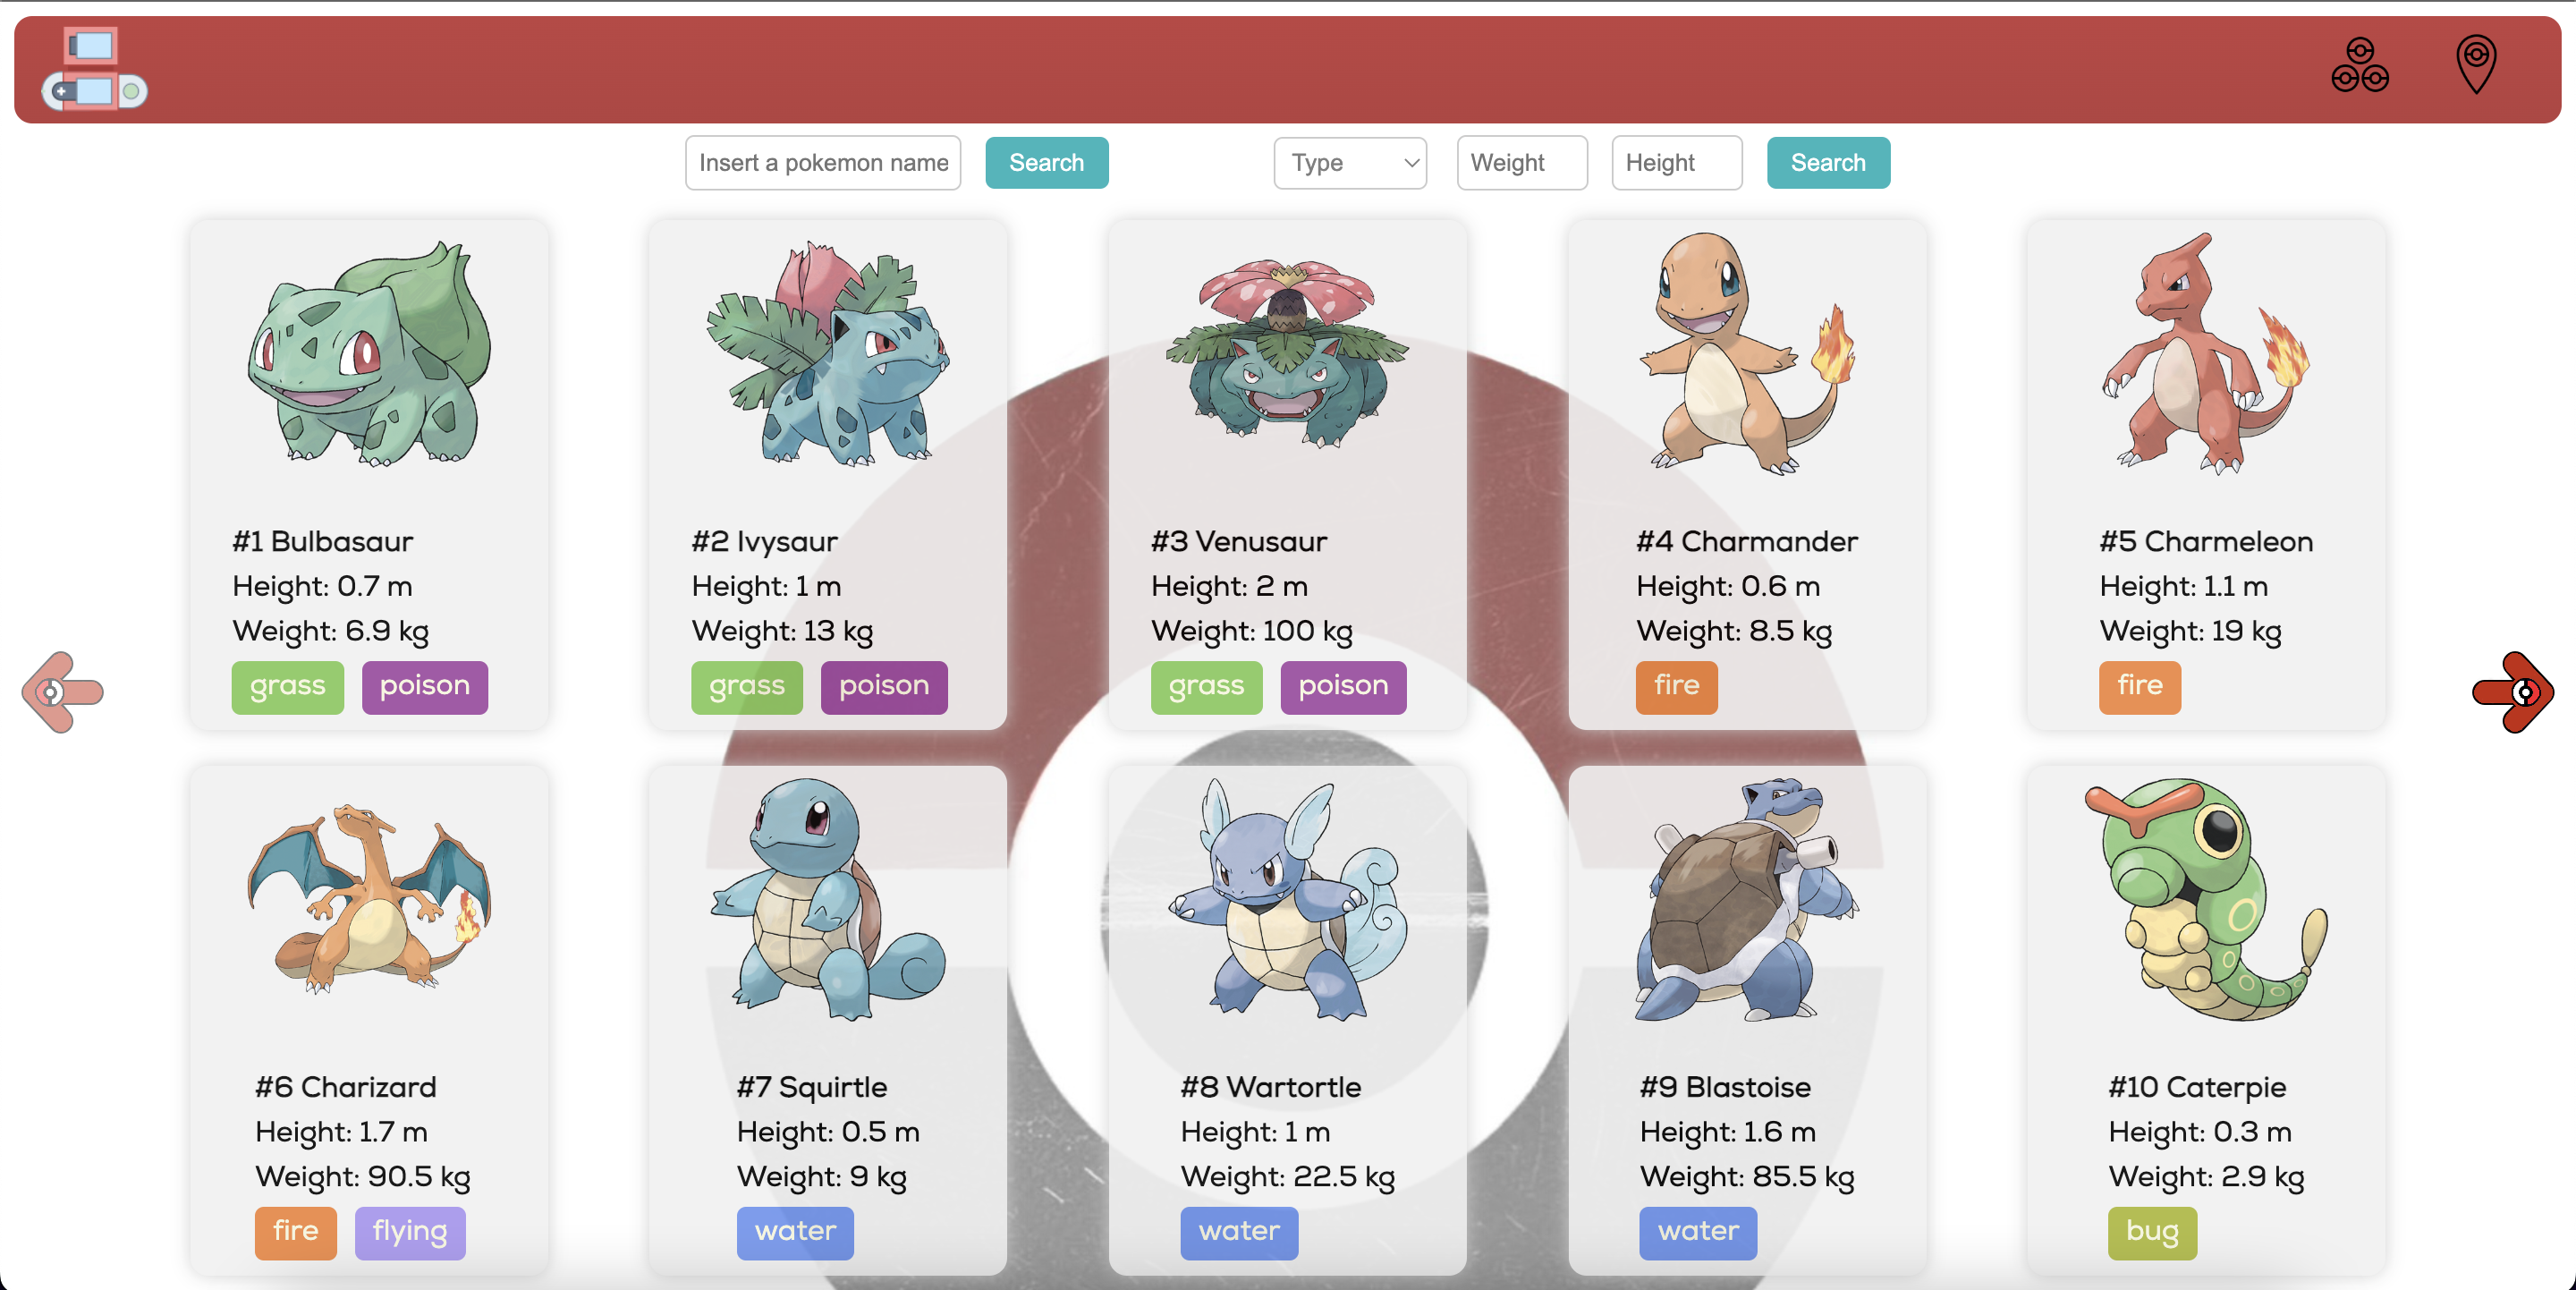 Insert a pokemon name
Search
Type
Weight
Height
Search
#1 Bulbasaur
Height: 0.7 m
Weight: 6.9 kg
grass poison
#2 Ivysaur
Height: 1 m
Weight: 13 kg
grass poison
#3 Venusaur
Height: 2 m
Weight: 100 kg
grass poison
#4 Charmander
Height: 0.6 m
Weight: 8.5 kg
fire
#5 Charmeleon
Height: 1.1 m
Weight: 19 kg
fire
#6 Charizard
Height: 1.7 m
Weight: 90.5 kg
fire flying
#7 Squirtle
Height: 0.5 m
Weight: 9 kg
water
#8 Wartortle
Height: 1 m
Weight: 22.5 kg
water
#9 Blastoise
Height: 1.6 m
Weight: 85.5 kg
water
#10 Caterpie
Height: 0.3 m
Weight: 2.9 kg
bug